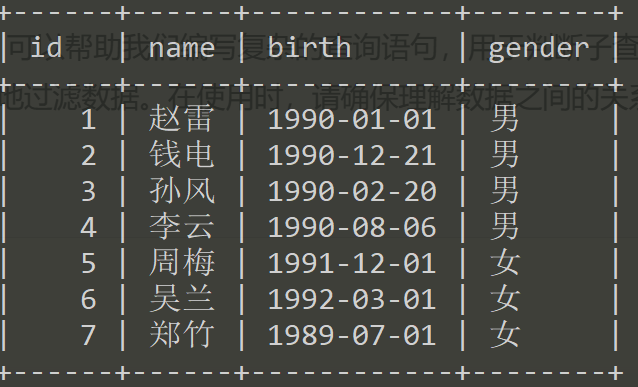 +------+------+------------+--------+
| id | name | birth | gender |
+------+------+------------+--------+
| 1 | 赵雷 | 1990-01-01 | 男 |
| 2 | 钱电 | 1990-12-21 | 男 |
| 3 | 孙风 | 1990-02-20 | 男 |
| 4 | 李云 | 1990-08-06 | 男 |
| 5 | 周梅 | 1991-12-01 | 女 |
| 6 | 吴兰 | 1992-03-01 | 女 |
| 7 | 郑竹 | 1989-07-01 | 女 |
+------+------+------------+--------+
可以帮助我们编写复杂的查询语句，用于判断子查
地过滤数据。在使用时，请确保理解数据之间的关系